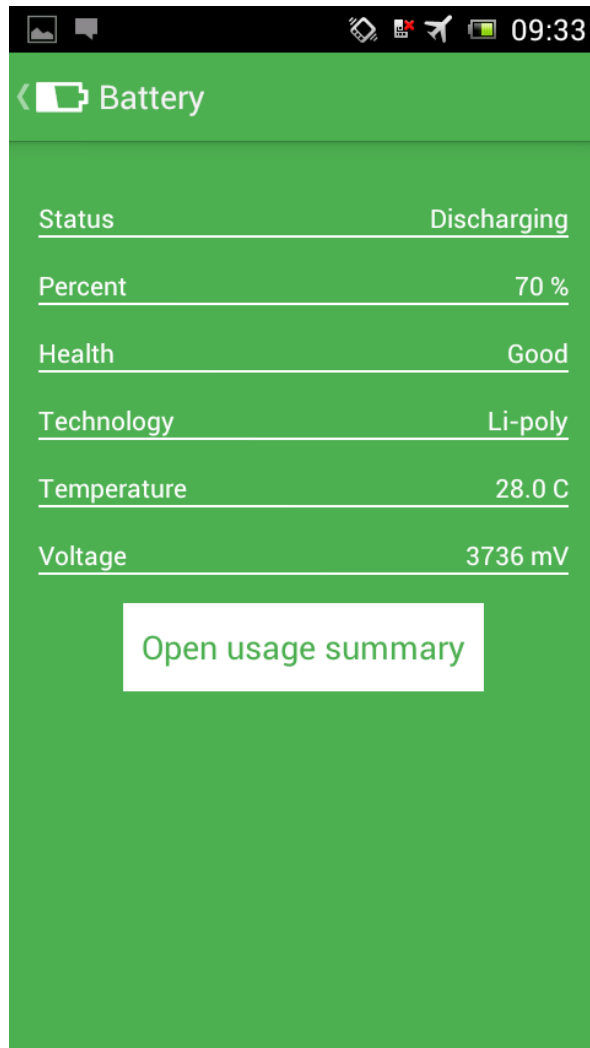 09:33
Battery
Status Discharging
Percent 70 %
Health Good
Technology Li-poly
Temperature 28.0 C
Voltage 3736 mV
Open usage summary